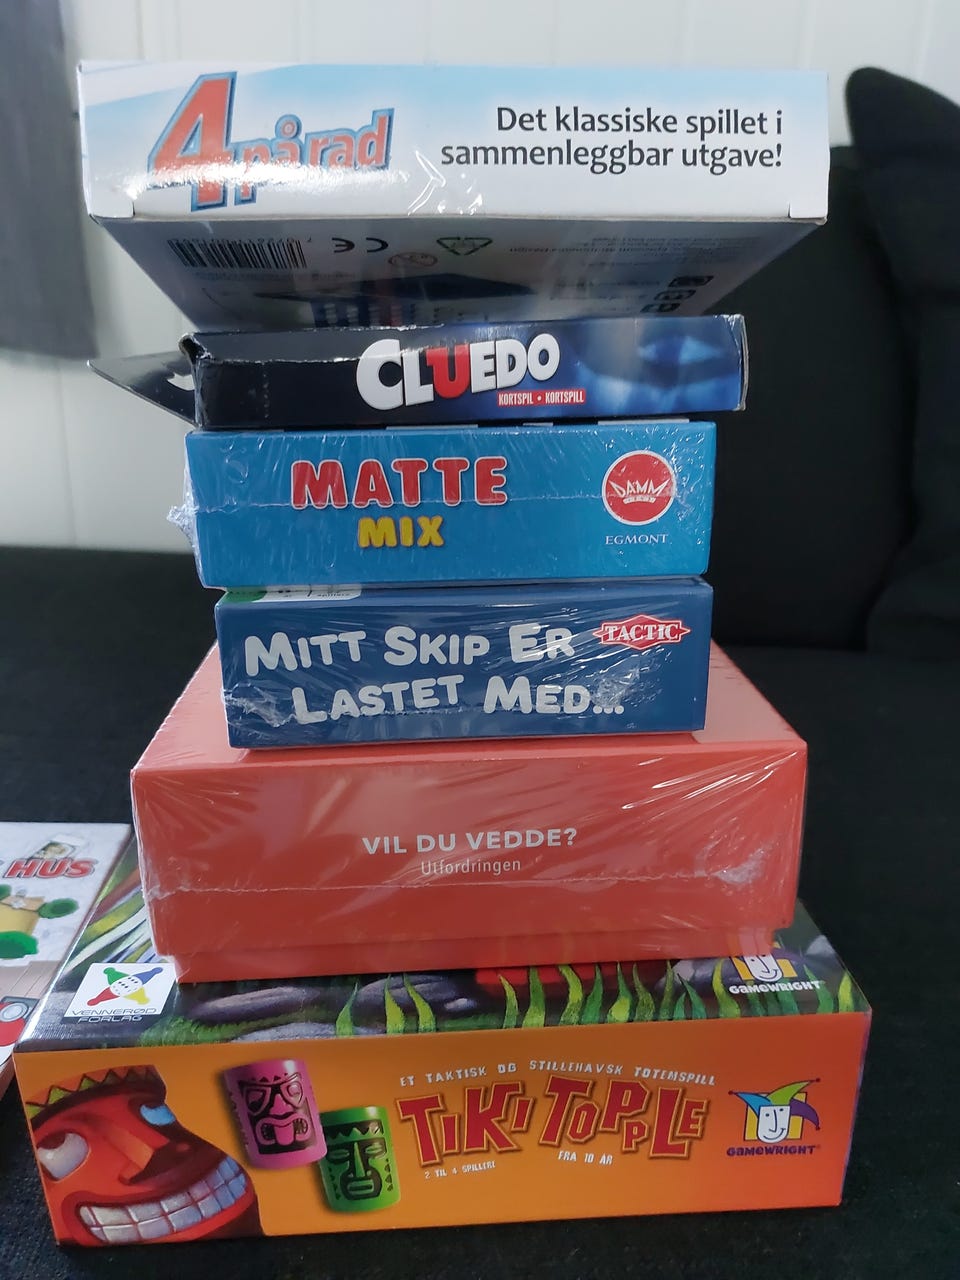 4 på rad
Det klassiske spillet i
sammenleggbar utgave!
CLUEDO
KORTSPIL • KORTSPILL
MATTE
MIX
DAMM
EGMONT
MITT SKIP ER
LASTET MED...
TACTIC
VIL DU VEDDE?
Utfordringen
HUS
VENNERØD
FORLAG
GAMEWRIGHT
ET TAKTISK OG STILLEHAVSK TOTEMSPILL
TIKI TOPPLE
2 TIL 4 SPILLERE
FRA 10 ÅR
GAMEWRIGHT®